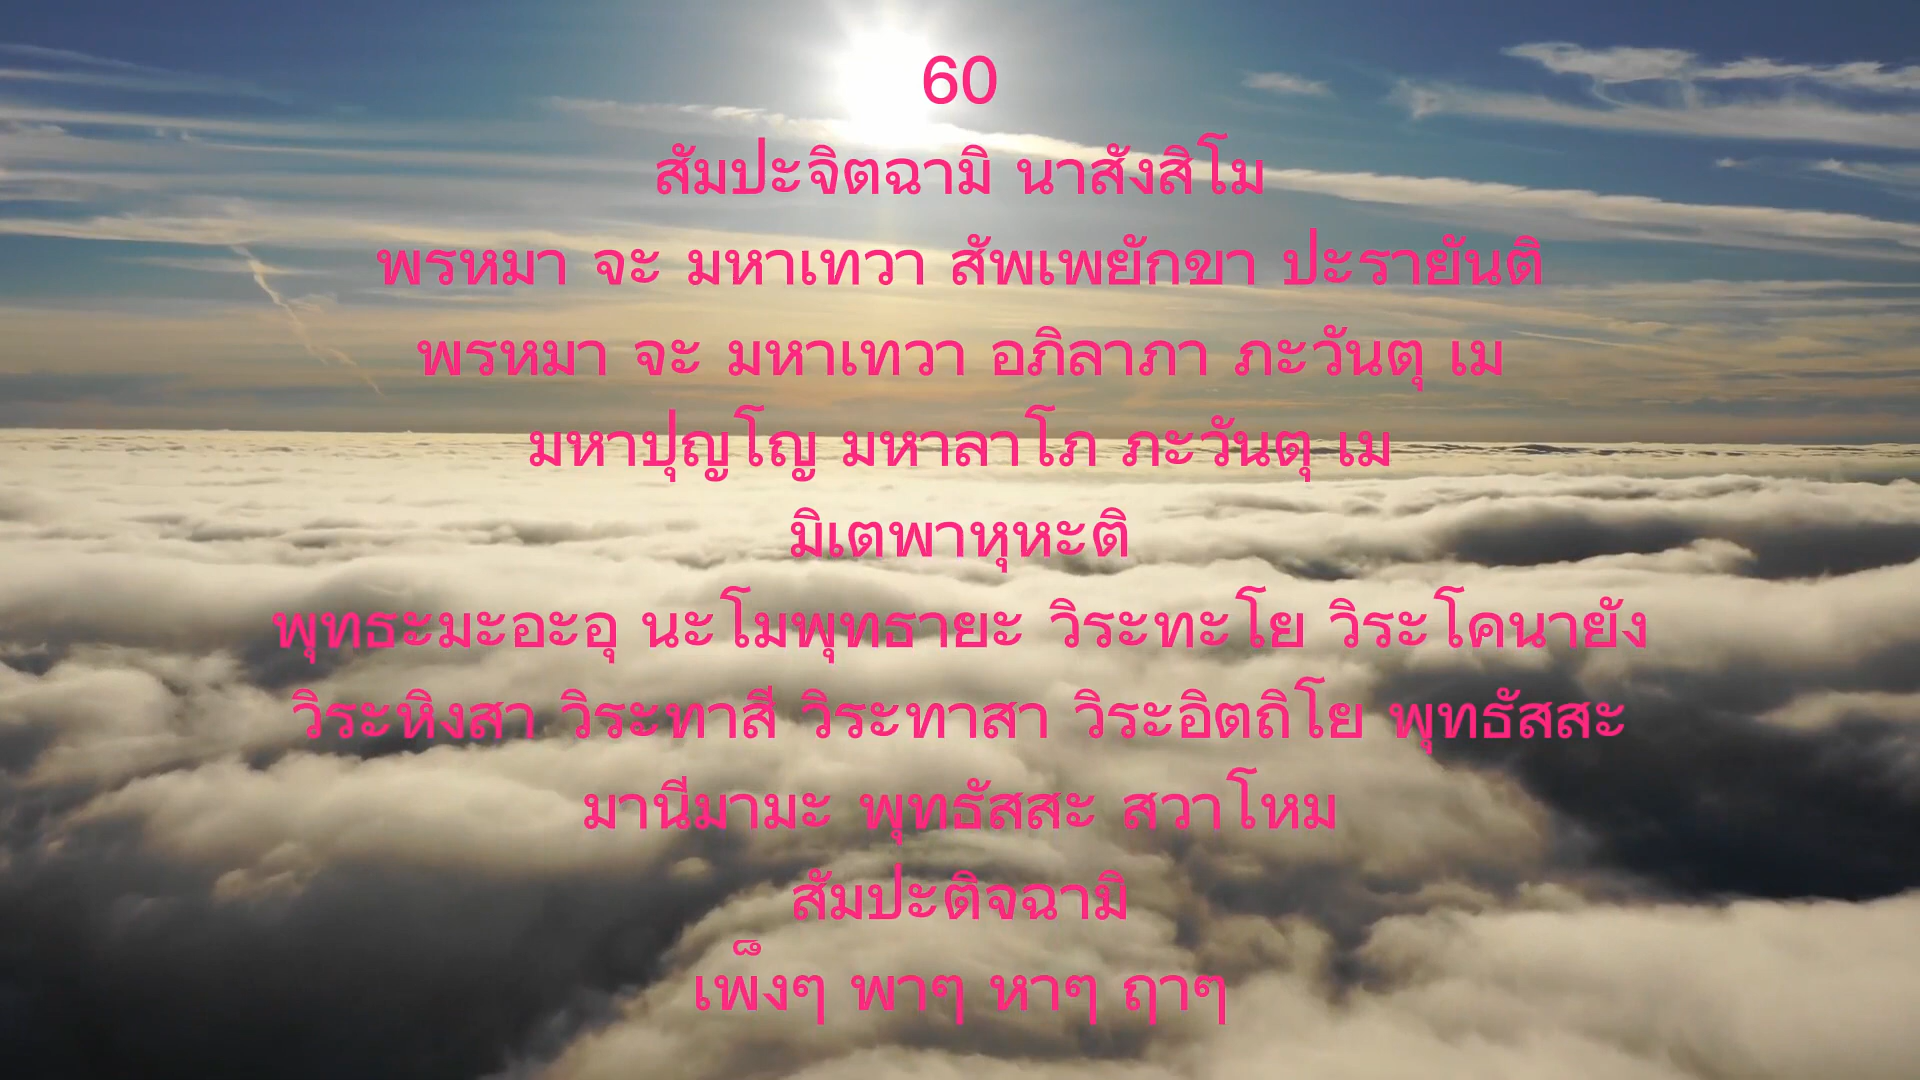 60
สัมปะจิตฉามิ นาสังสิโม
พรหมา จะ มหาเทวา สัพเพยักขา ปะรายันติ
พรหมา จะ มหาเทวา อภิลาภา ภะวันตุ เม
มหาปุญโญ มหาลาโภ ภะวันตุ เม
มิเตพาหุหะติ
พุทธะมะอะอุ นะโมพุทธายะ วิระทะโย วิระโคนายัง
วิระหิงสา วิระทาสี วิระทาสา วิระอิตถิโย พุทธัสสะ
มานีมามะ พุทธัสสะ สวาโหม
สัมปะติจฉามิ
เพ็งๆ พาๆ หาๆ ฤาๆ